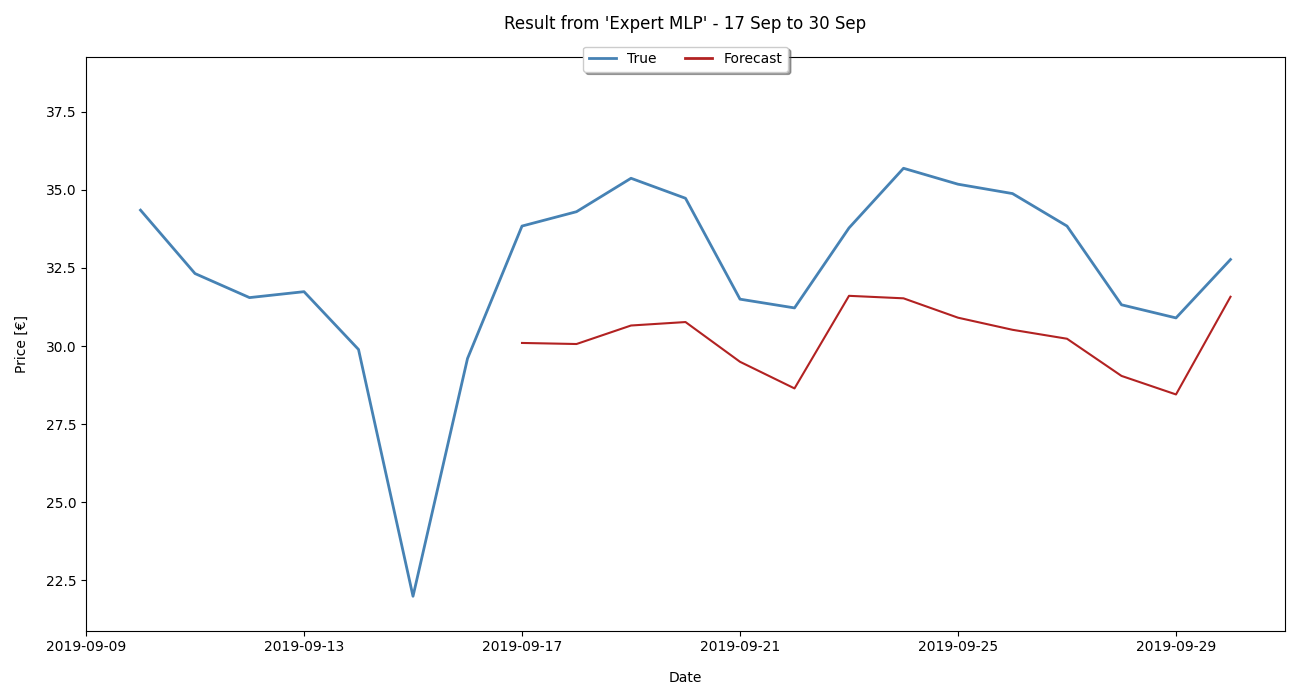 Result from 'Expert MLP' - 17 Sep to 30 Sep
True Forecast
37.5
35.0
32.5
30.0
27.5
25.0
22.5
Price [€]
2019-09-09 2019-09-13 2019-09-17 2019-09-21 2019-09-25 2019-09-29
Date